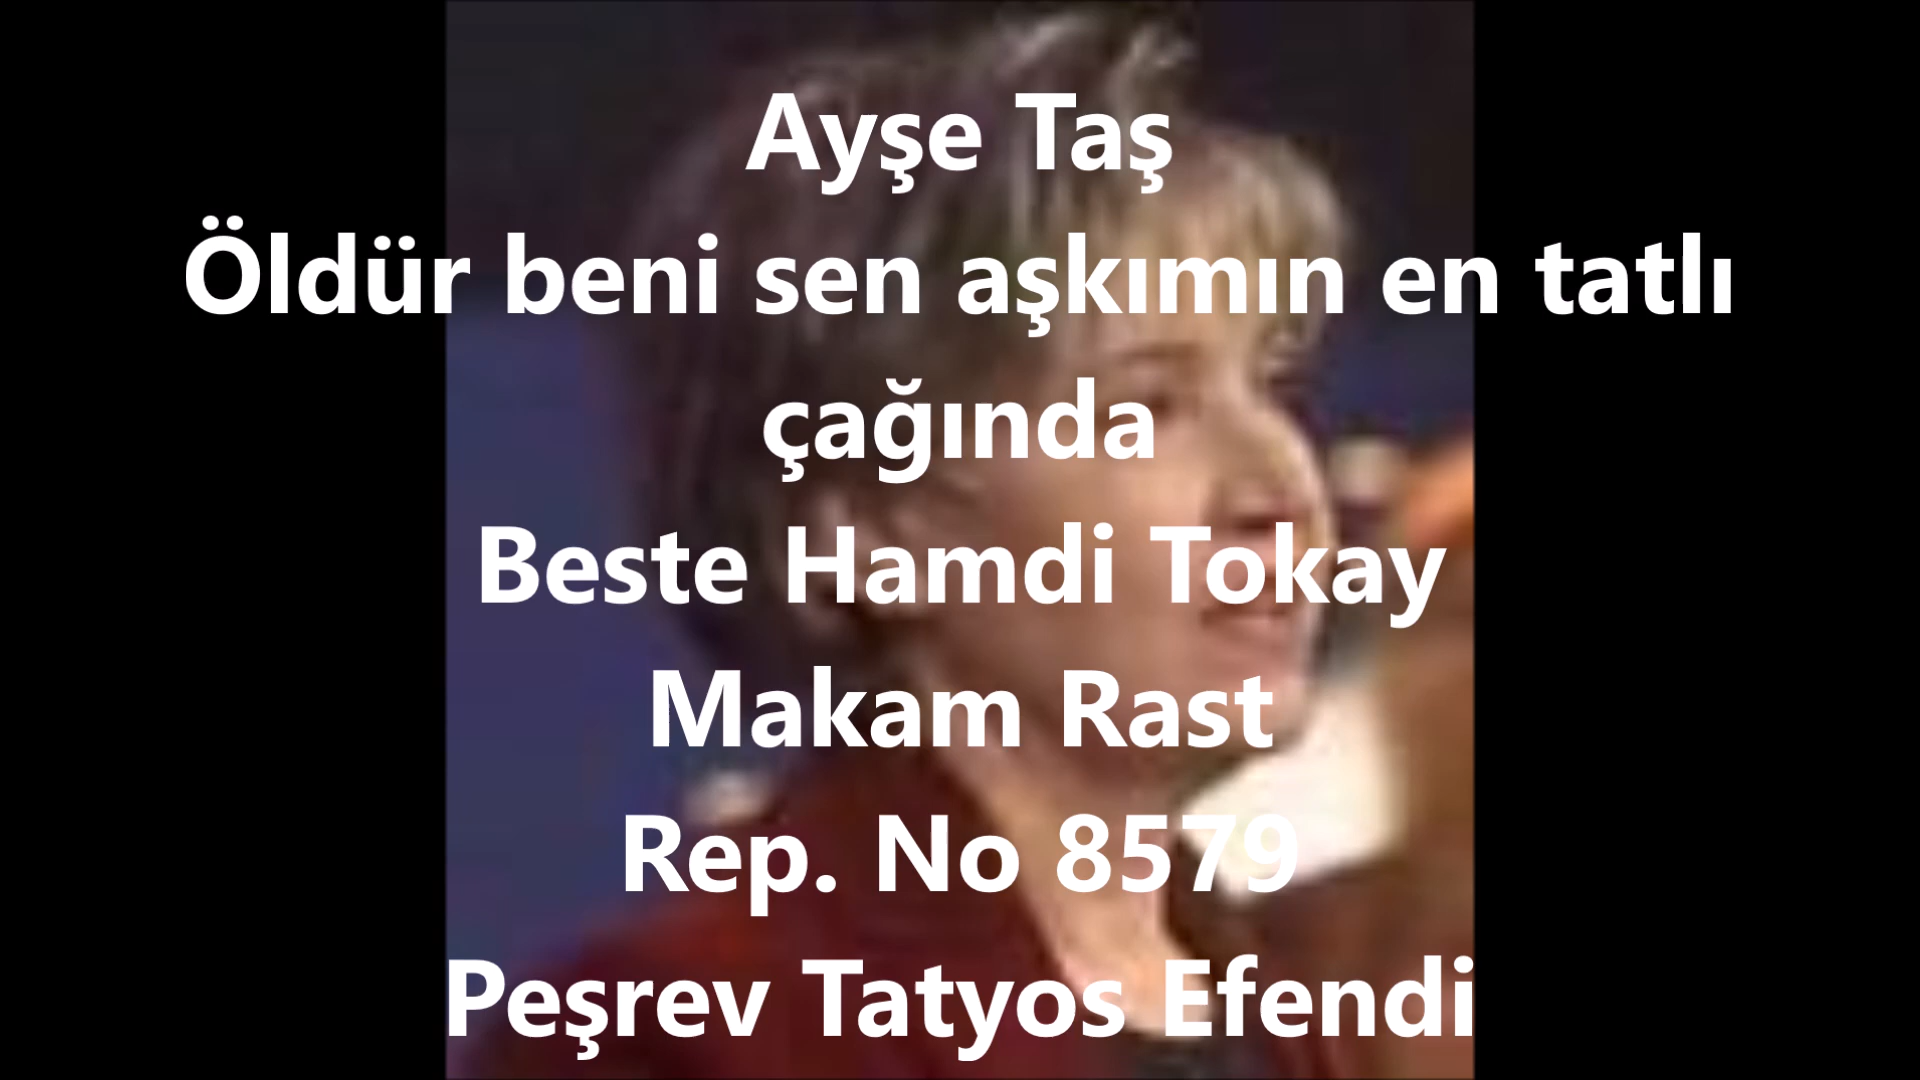 Ayşe Taş
Öldür beni sen aşkımın en tatlı
çağında
Beste Hamdi Tokay
Makam Rast
Rep. No 8579
Peşrev Tatyos Efendi